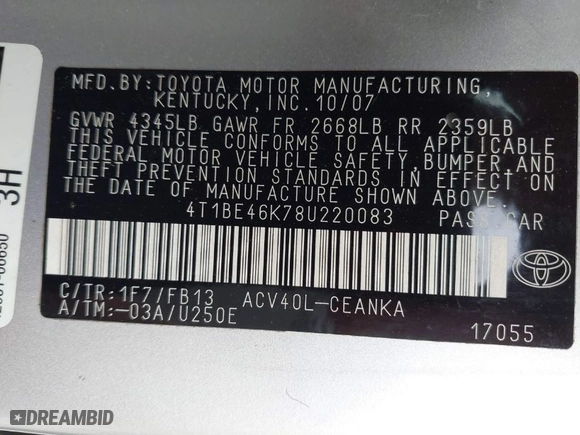 MFD. BY: TOYOTA MOTOR MANUFACTURING,
KENTUCKY, INC. 10/07
GVWR 4345LB GAWR FR 2668LB RR 2359LB
THIS VEHICLE CONFORMS TO ALL APPLICABLE
FEDERAL MOTOR VEHICLE SAFETY, BUMPER AND
THEFT PREVENTION STANDARDS IN EFFECT ON
THE DATE OF MANUFACTURE SHOWN ABOVE.
4T1BE46K78U220083 PASS CAR
C/TR: 1F7/FB13 ACV40L-CEANKA
A/TM:-03A/U250E
17055
3H
DREAMBID